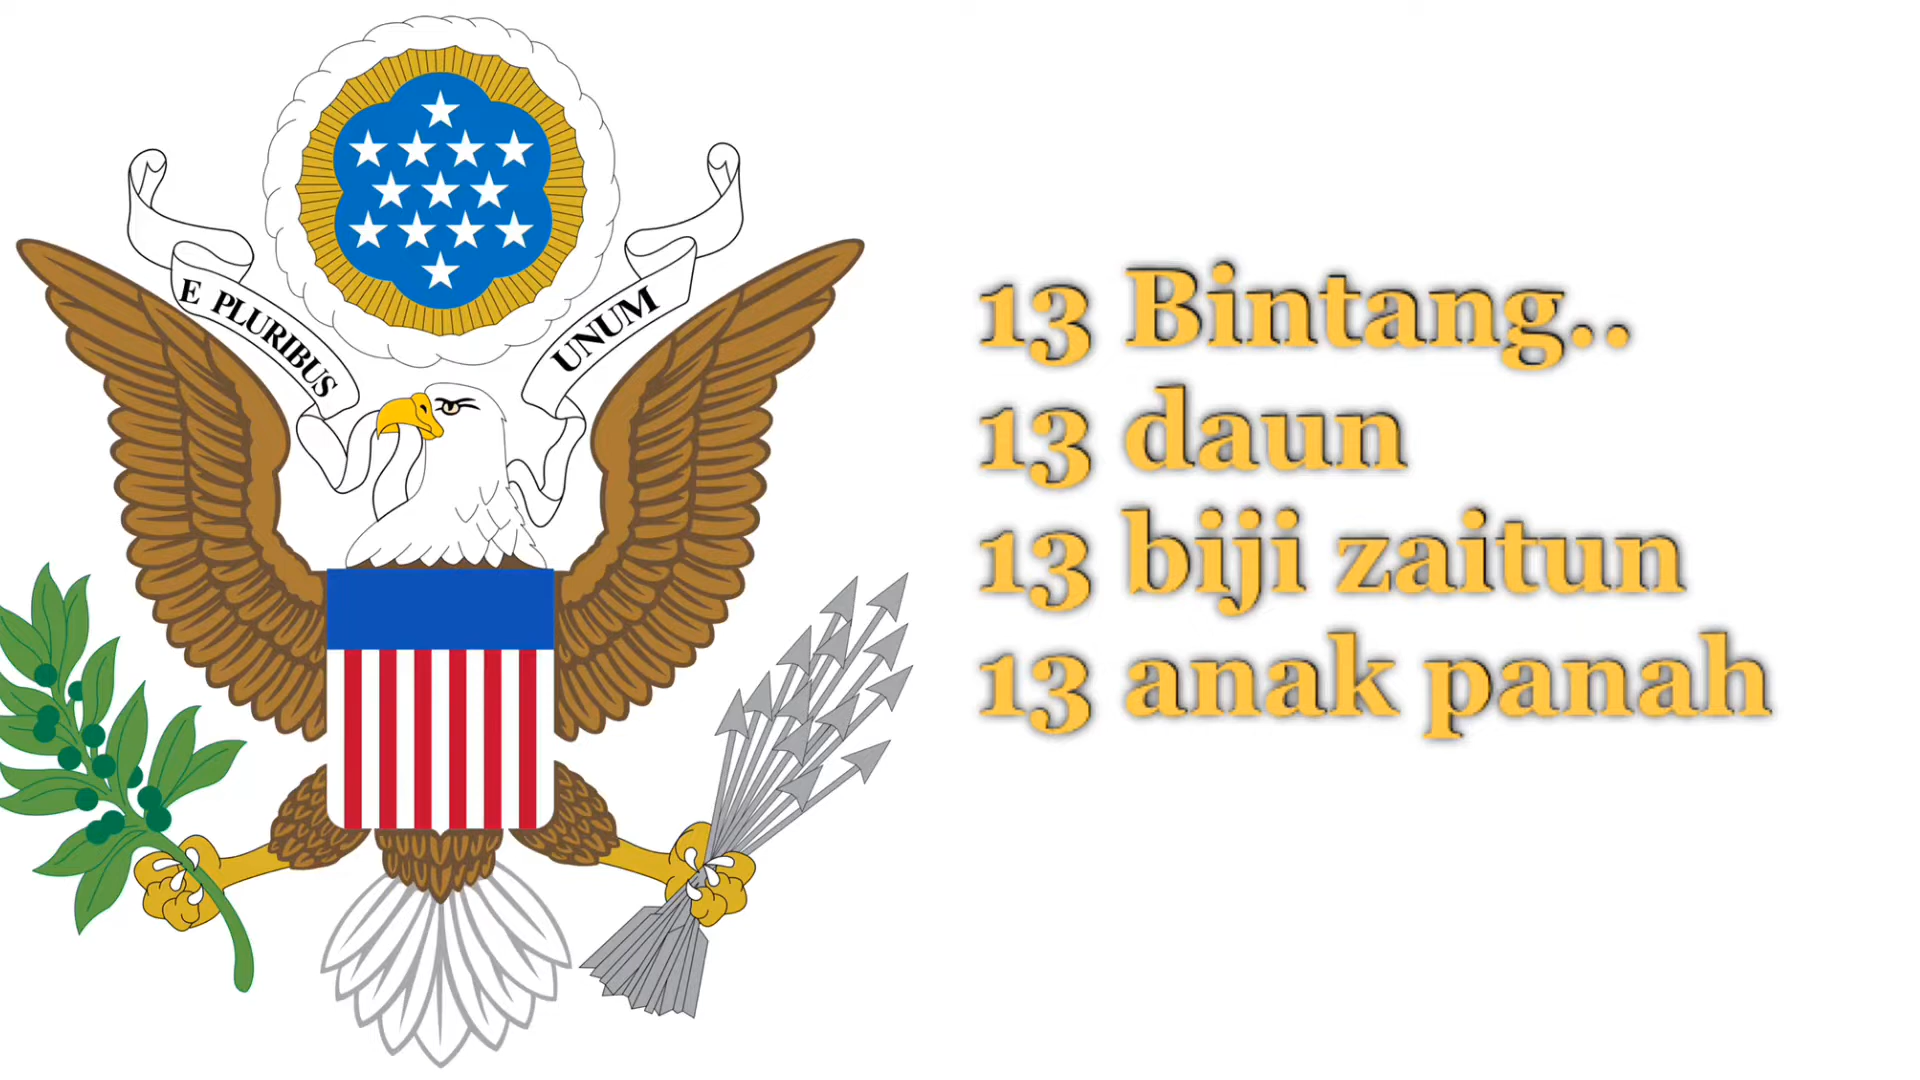 E PLURIBUS UNUM
13 Bintang..
13 daun
13 biji zaitun
13 anak panah